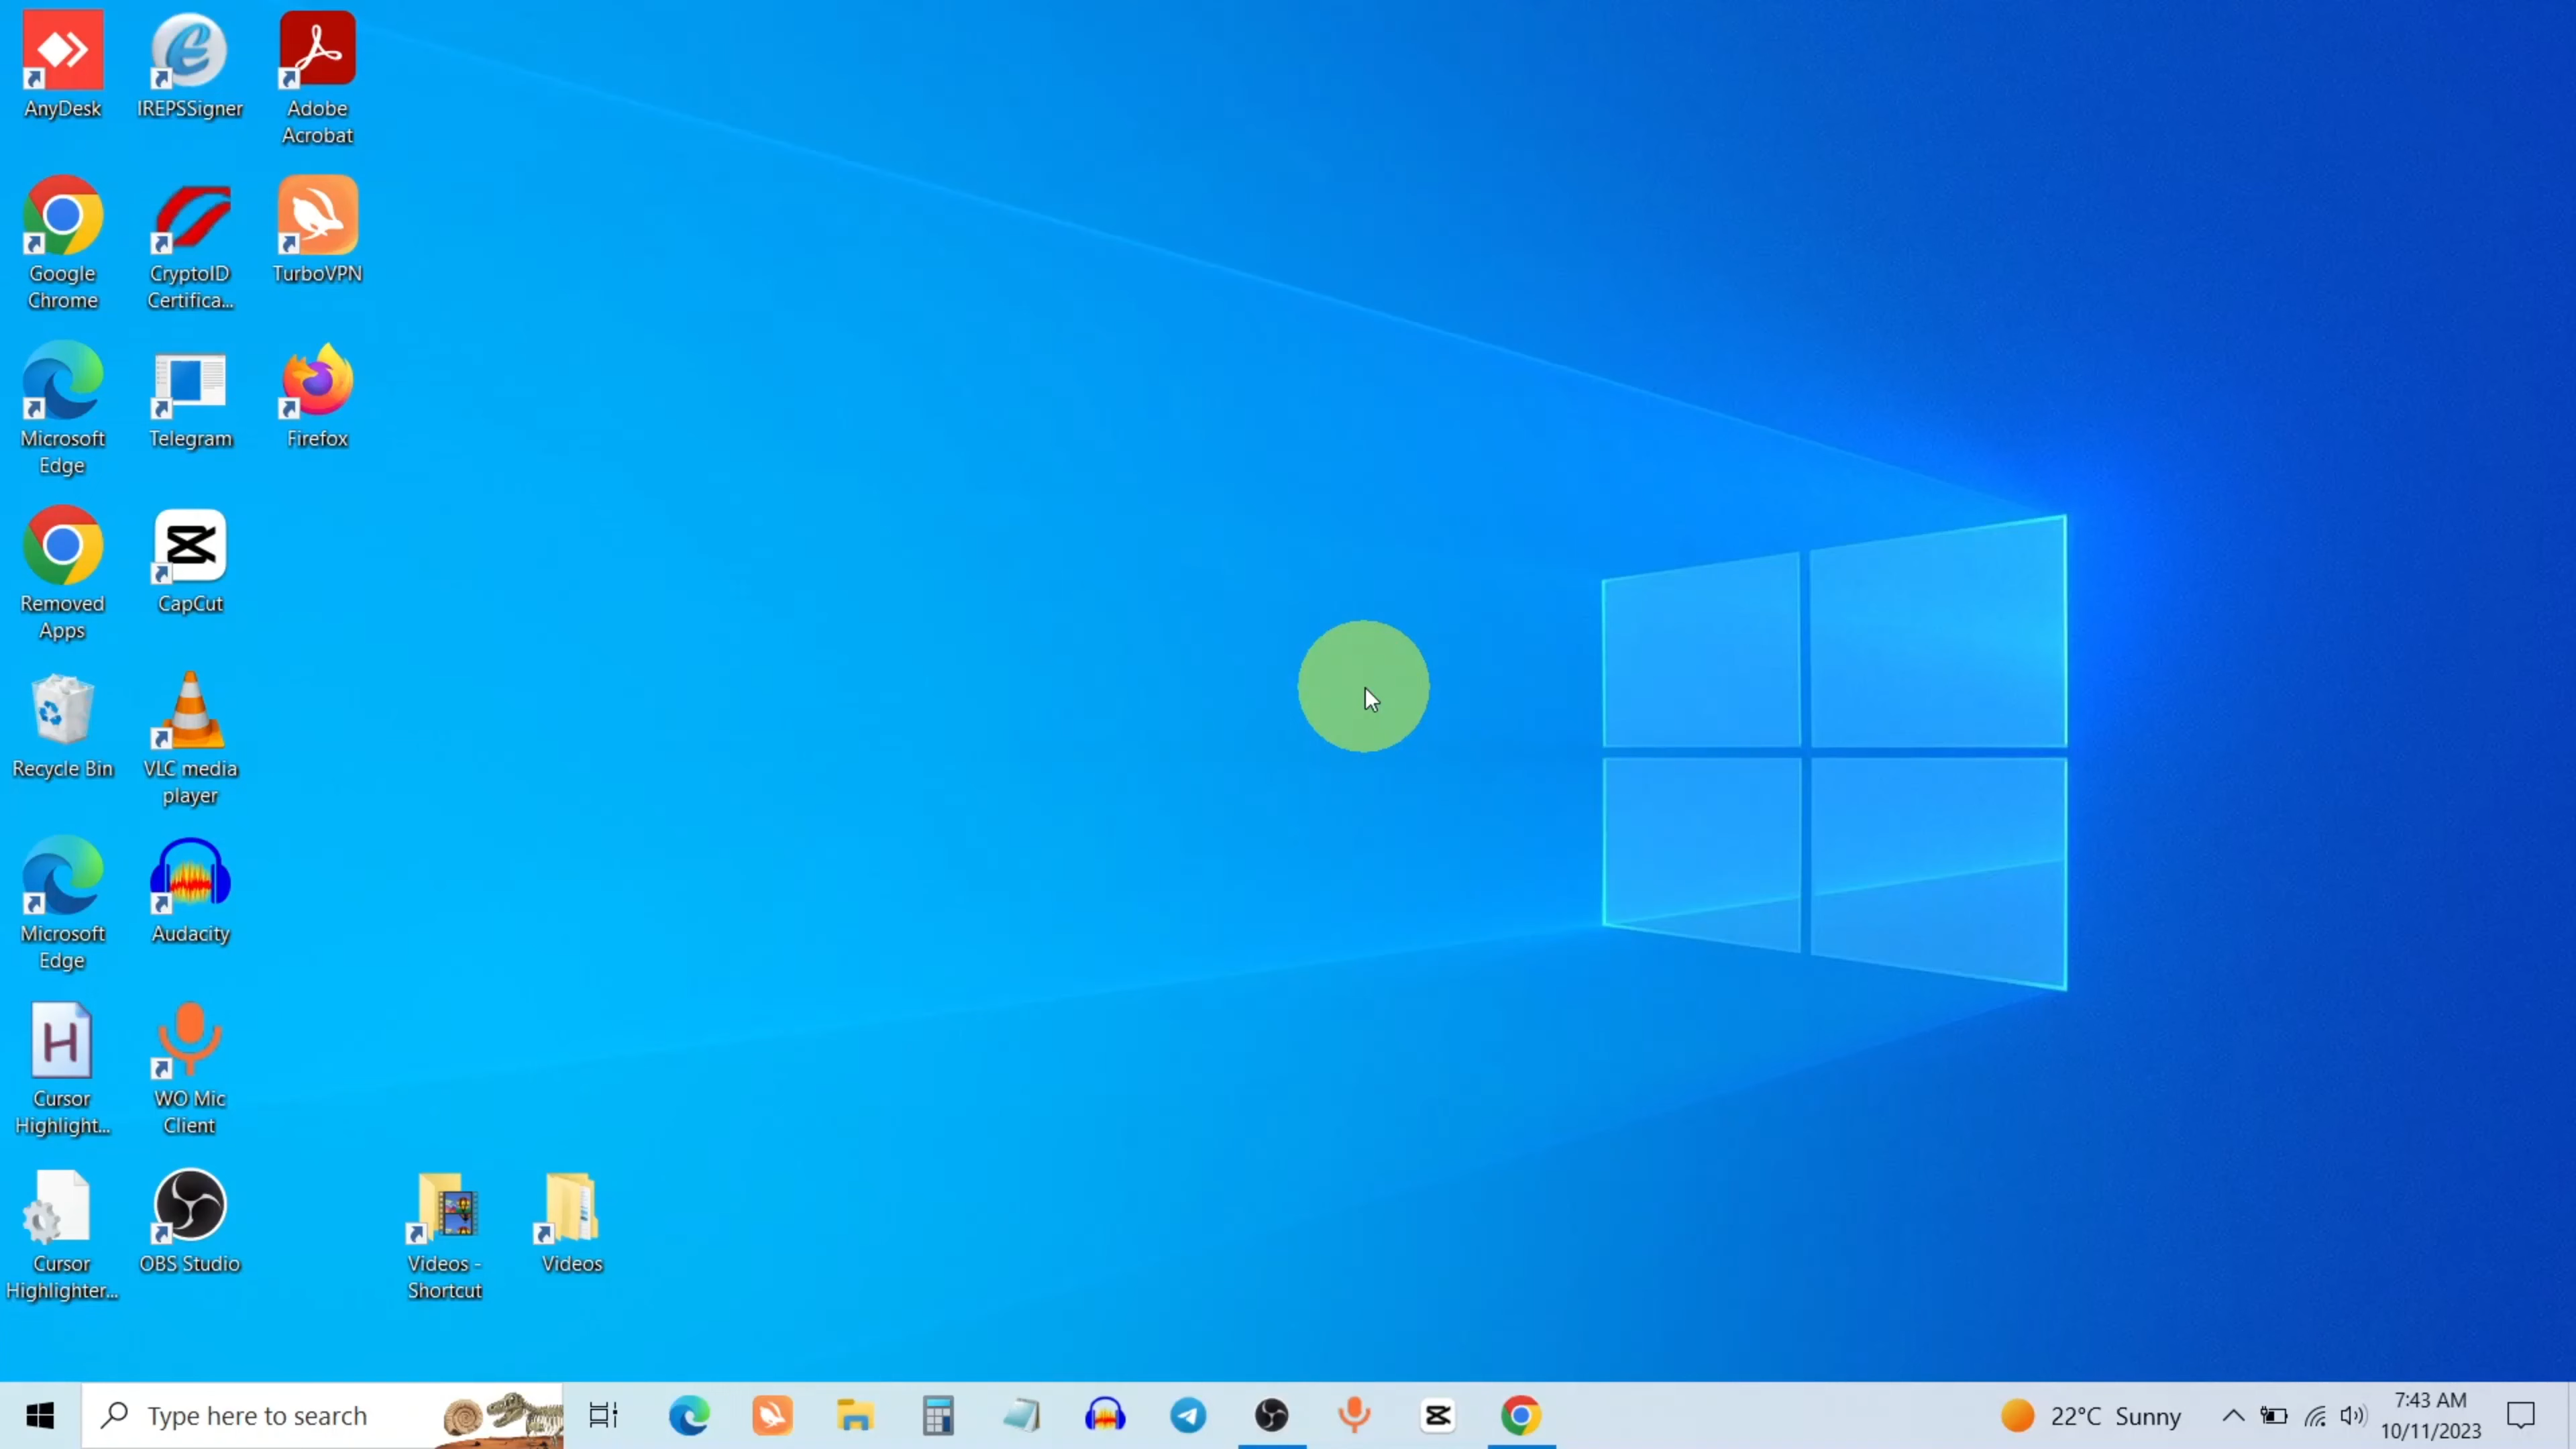 AnyDesk
IREPSSigner
Adobe
Acrobat
Google
Chrome
CryptoID
Certifica...
TurboVPN
Microsoft
Edge
Telegram
Firefox
Removed
Apps
CapCut
Recycle Bin
VLC media
player
Microsoft
Edge
Audacity
H
Cursor
Highlight...
WO Mic
Client
Cursor
Highlighter...
OBS Studio
Videos -
Shortcut
Videos
Type here to search
22°C Sunny
7:43 AM
10/11/2023